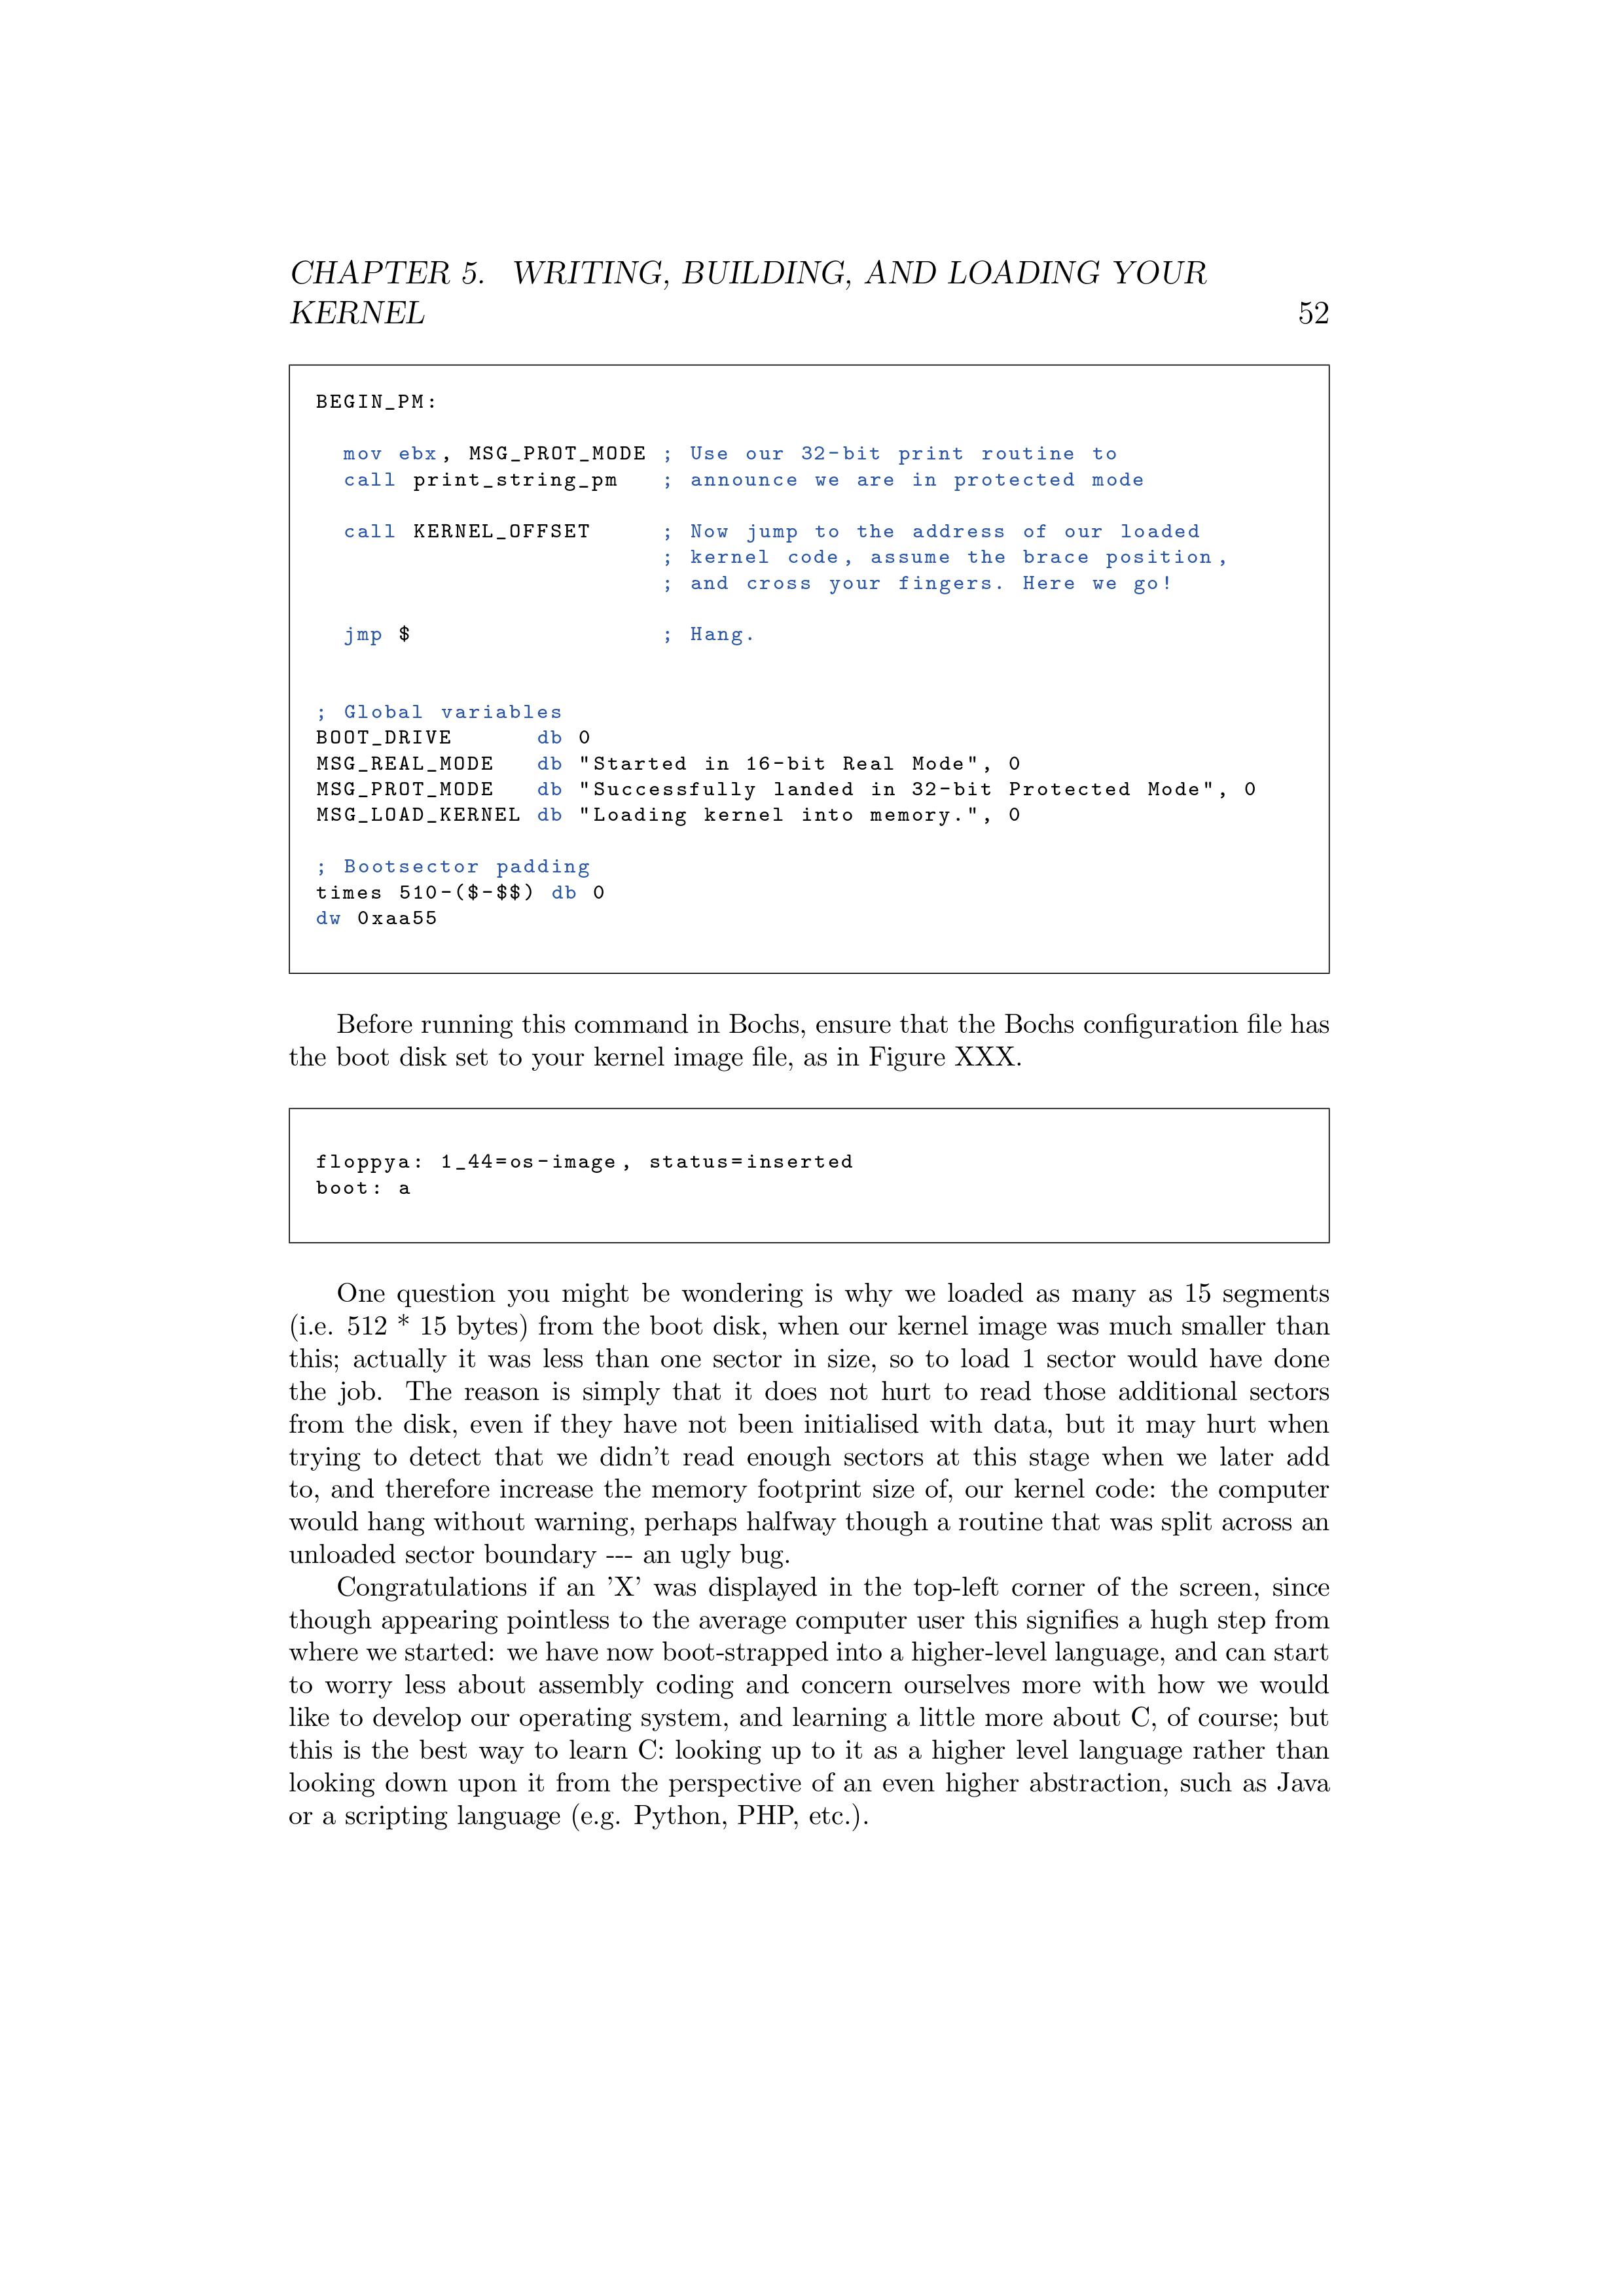 CHAPTER 5. WRITING, BUILDING, AND LOADING YOUR
KERNEL 52
BEGIN_PM:
mov ebx, MSG_PROT_MODE ; Use our 32-bit print routine to
call print_string_pm ; announce we are in protected mode
call KERNEL_OFFSET ; Now jump to the address of our loaded
; kernel code, assume the brace position,
; and cross your fingers. Here we go!
jmp $ ; Hang.
; Global variables
BOOT_DRIVE db 0
MSG_REAL_MODE db "Started in 16-bit Real Mode", 0
MSG_PROT_MODE db "Successfully landed in 32-bit Protected Mode", 0
MSG_LOAD_KERNEL db "Loading kernel into memory.", 0
; Bootsector padding
times 510-($-$$) db 0
dw 0xaa55
Before running this command in Bochs, ensure that the Bochs configuration file has
the boot disk set to your kernel image file, as in Figure XXX.
floppya: 1_44=os-image, status=inserted
boot: a
One question you might be wondering is why we loaded as many as 15 segments
(i.e. 512 * 15 bytes) from the boot disk, when our kernel image was much smaller than
this; actually it was less than one sector in size, so to load 1 sector would have done
the job. The reason is simply that it does not hurt to read those additional sectors
from the disk, even if they have not been initialised with data, but it may hurt when
trying to detect that we didn't read enough sectors at this stage when we later add
to, and therefore increase the memory footprint size of, our kernel code: the computer
would hang without warning, perhaps halfway though a routine that was split across an
unloaded sector boundary --- an ugly bug.
Congratulations if an 'X' was displayed in the top-left corner of the screen, since
though appearing pointless to the average computer user this signifies a hugh step from
where we started: we have now boot-strapped into a higher-level language, and can start
to worry less about assembly coding and concern ourselves more with how we would
like to develop our operating system, and learning a little more about C, of course; but
this is the best way to learn C: looking up to it as a higher level language rather than
looking down upon it from the perspective of an even higher abstraction, such as Java
or a scripting language (e.g. Python, PHP, etc.).